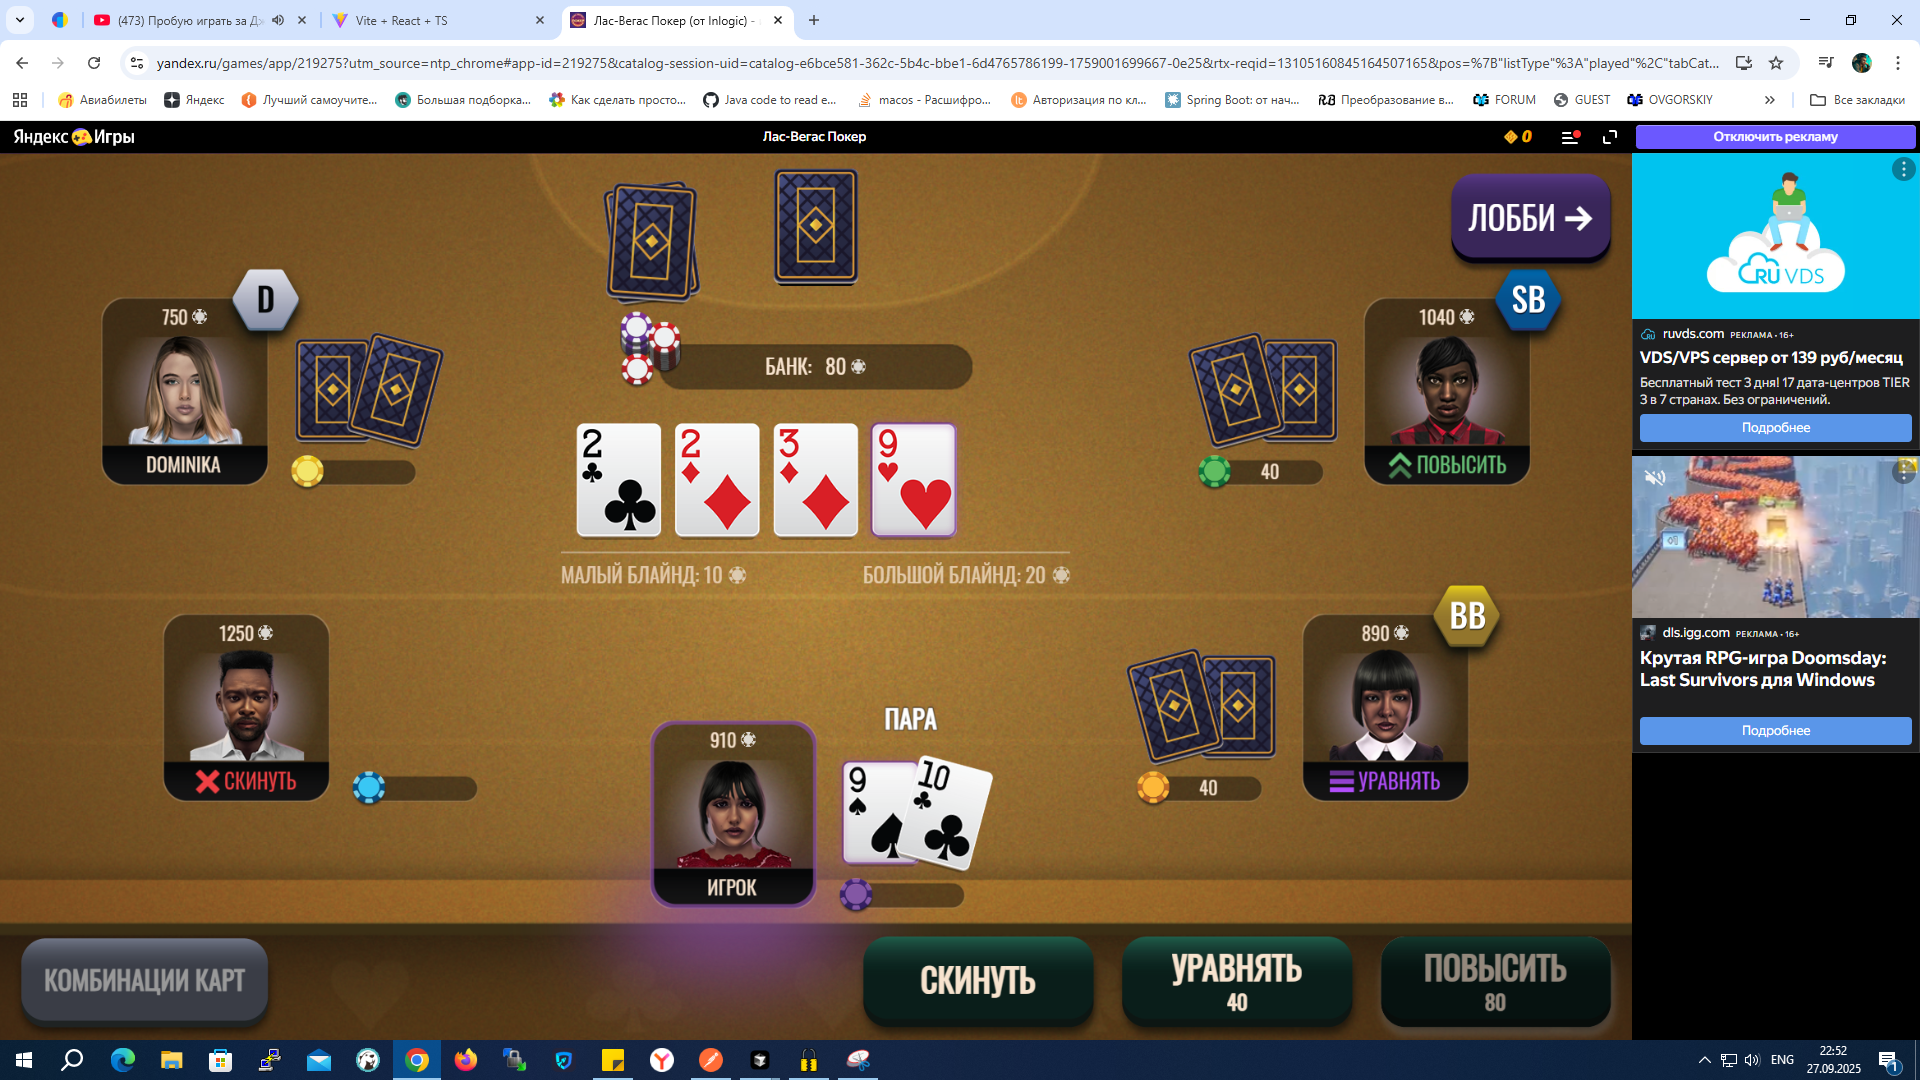 (473) Пробую играть за Дж
Vite + React + TS
Лас-Вегас Покер (от Inlogic) -
yandex.ru/games/app/219275?utm_source=ntp_chrome#app-id=219275&catalog-session-uid=catalog-e6bce581-362c-5b4c-bbe1-6d4765786199-1759001699667-0e25&rtx-reqid=13105160845164507165&pos=%7B"listType"%3A"played"%2C"tabCat...
Авиабилеты
Яндекс
Лучший самоучите...
Большая подборка...
Как сделать просто...
Java code to read e...
macos - Расшифро...
Авторизация по кл...
Spring Boot: от нач...
Преобразование в...
FORUM
GUEST
OVGORSKIY
Все закладки
Яндекс Игры
Лас-Вегас Покер
0
Отключить рекламу
ЛОББИ
D
750
DOMINIKA
SB
1040
ПОВЫСИТЬ
40
БАНК: 80
2
2
3
9
МАЛЫЙ БЛАЙНД: 10
БОЛЬШОЙ БЛАЙНД: 20
1250
СКИНУТЬ
BB
890
УРАВНЯТЬ
40
ПАРА
910
ИГРОК
9
10
КОМБИНАЦИИ КАРТ
СКИНУТЬ
УРАВНЯТЬ
40
ПОВЫСИТЬ
80
RU VDS
ruvds.com РЕКЛАМА • 16+
VDS/VPS сервер от 139 руб/месяц
Бесплатный тест 3 дня! 17 дата-центров TIER
3 в 7 странах. Без ограничений.
Подробнее
dls.igg.com РЕКЛАМА • 16+
Крутая RPG-игра Doomsday:
Last Survivors для Windows
Подробнее
ENG
22:52
27.09.2025
1